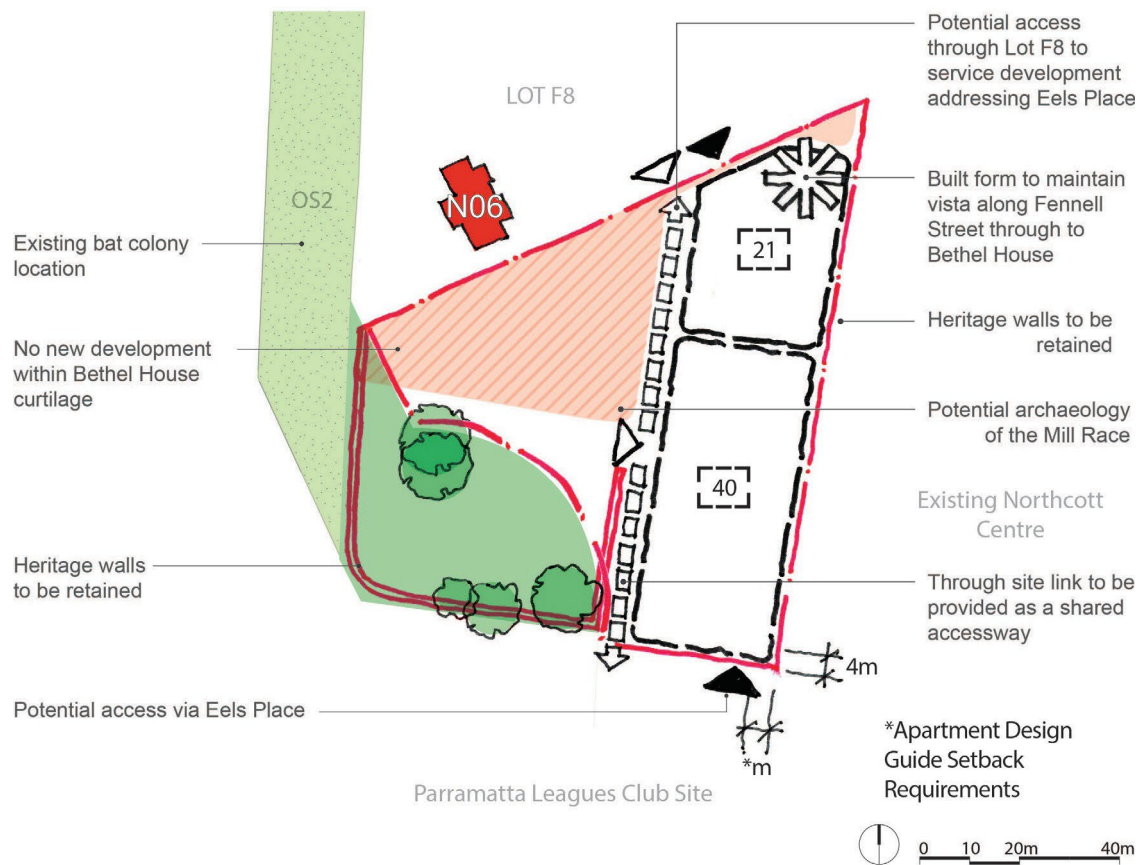 Potential access
through Lot F8 to
service development
addressing Eels Place
LOT F8
N06
OS2
Built form to maintain
vista along Fennell
Street through to
Bethel House
Existing bat colony
location
21
Heritage walls to be
retained
No new development
within Bethel House
curtilage
Potential archaeology
of the Mill Race
40
Existing Northcott
Centre
Heritage walls
to be retained
Through site link to be
provided as a shared
accessway
4m
Potential access via Eels Place
*m
*Apartment Design
Guide Setback
Requirements
Parramatta Leagues Club Site
0 10 20m 40m